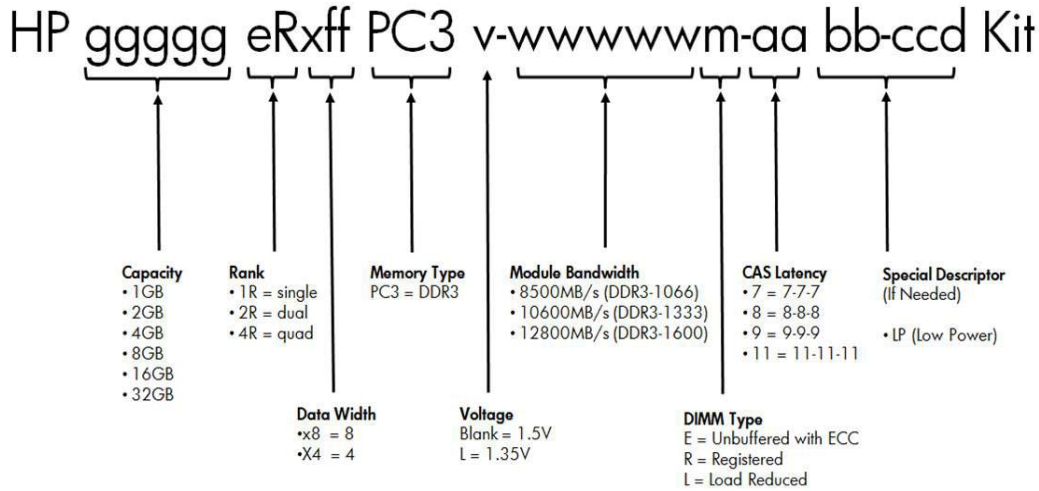 HP ggggg eRxff PC3 v-wwwwwm-aa bb-ccd Kit
Capacity
• 1GB
• 2GB
• 4GB
• 8GB
• 16GB
• 32GB
Rank
• 1R = single
• 2R = dual
• 4R = quad
Memory Type
PC3 = DDR3
Module Bandwidth
• 8500MB/s (DDR3-1066)
• 10600MB/s (DDR3-1333)
• 12800MB/s (DDR3-1600)
CAS Latency
• 7 = 7-7-7
• 8 = 8-8-8
• 9 = 9-9-9
• 11 = 11-11-11
Special Descriptor
(If Needed)
• LP (Low Power)
Data Width
•x8 = 8
•X4 = 4
Voltage
Blank = 1.5V
L = 1.35V
DIMM Type
E = Unbuffered with ECC
R = Registered
L = Load Reduced